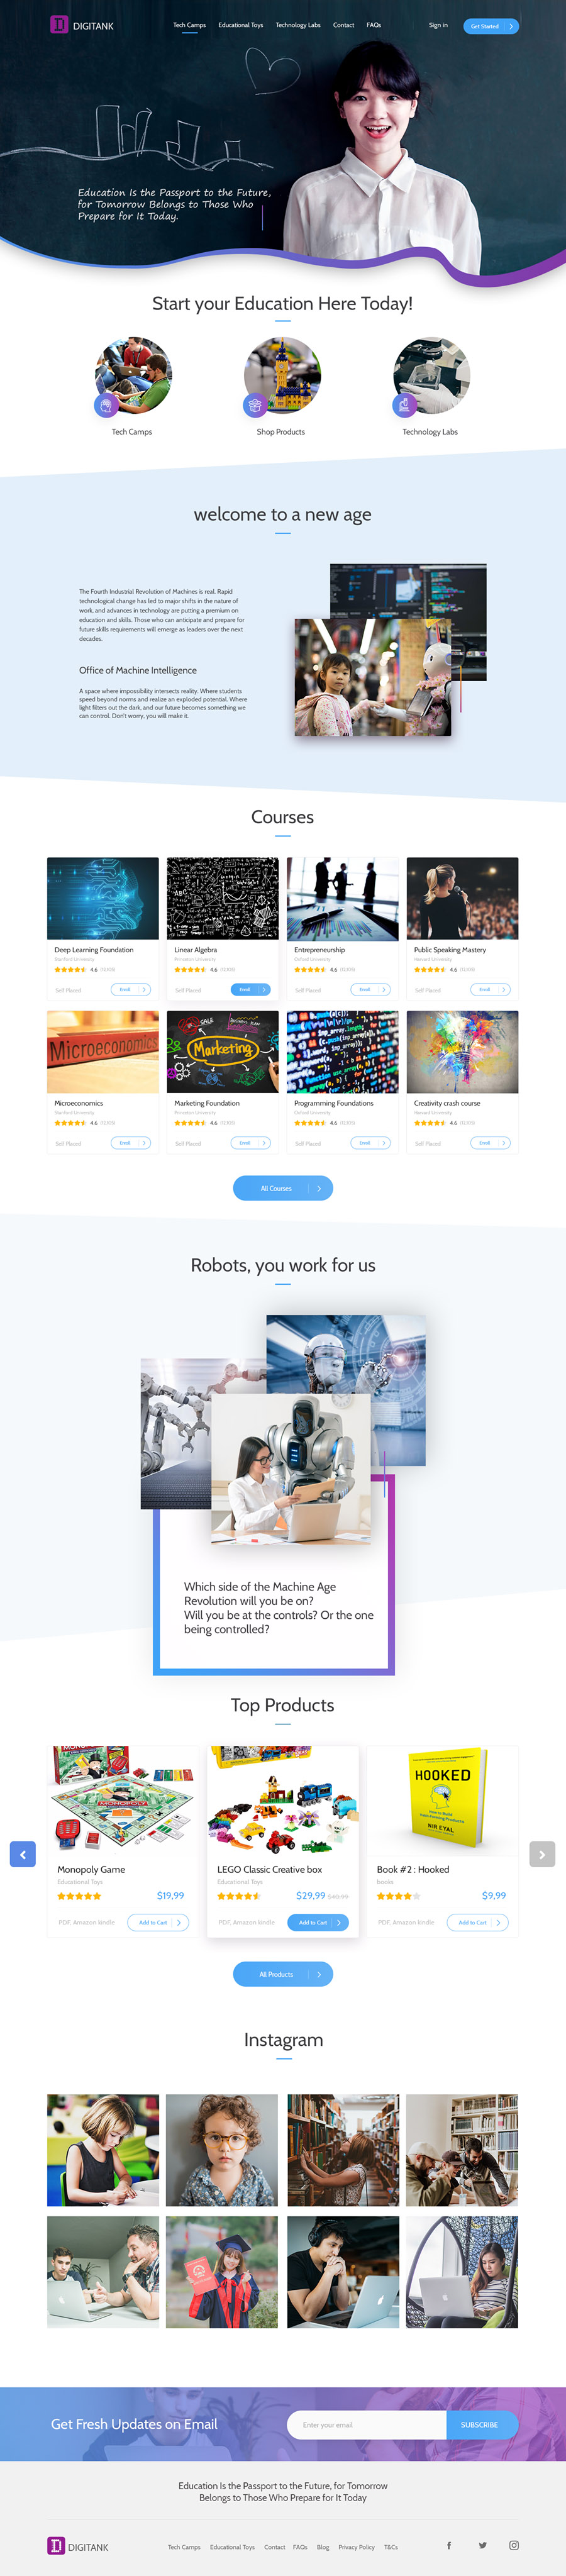 DIGITANK
Tech Camps Educational Toys Technology Labs Contact FAQs Sign in Get Started
Education Is the Passport to the Future,
for Tomorrow Belongs to Those Who
Prepare for It Today.
Start your Education Here Today!
Tech Camps Shop Products Technology Labs
welcome to a new age
The Fourth Industrial Revolution of Machines is real. Rapid
technological change has led to major shifts in the nature of
work, and advances in technology are putting a premium on
education and skills. Those who can anticipate and prepare for
future skills requirements will emerge as leaders over the next
decades.
Office of Machine Intelligence
A space where impossibility intersects reality. Where students
speed beyond norms and realize an exploded potential. Where
light filters out the dark, and our future becomes something we
can control. Don't worry, you will make it.
Courses
Deep Learning Foundation
Stanford University
4.6
Self Placed Enroll
Linear Algebra
Princeton University
4.6
Self Placed Enroll
Entrepreneurship
Oxford University
4.6
Self Placed Enroll
Public Speaking Mastery
Harvard University
4.6
Self Placed Enroll
Microeconomics
Microeconomics
Stanford University
4.6
Self Placed Enroll
SALE
Marketing
Marketing Foundation
Princeton University
4.6
Self Placed Enroll
Programming Foundations
Oxford University
4.6
Self Placed Enroll
Creativity crash course
Harvard University
4.6
Self Placed Enroll
All Courses
Robots, you work for us
Which side of the Machine Age
Revolution will you be on?
Will you be at the controls? Or the one
being controlled?
Top Products
MONOPOLY
Monopoly Game
Educational Toys
$19,99
PDF, Amazon kindle Add to Cart
LEGO Classic Creative box
Educational Toys
$29,99 $40,99
PDF, Amazon kindle Add to Cart
HOOKED
How to Build
Habit-Forming Products
NIR EYAL
Book #2 : Hooked
books
$9,99
PDF, Amazon kindle Add to Cart
All Products
Instagram
Get Fresh Updates on Email
Enter your email SUBSCRIBE
Education Is the Passport to the Future, for Tomorrow
Belongs to Those Who Prepare for It Today
DIGITANK
Tech Camps Educational Toys Contact FAQs Blog Privacy Policy T&Cs